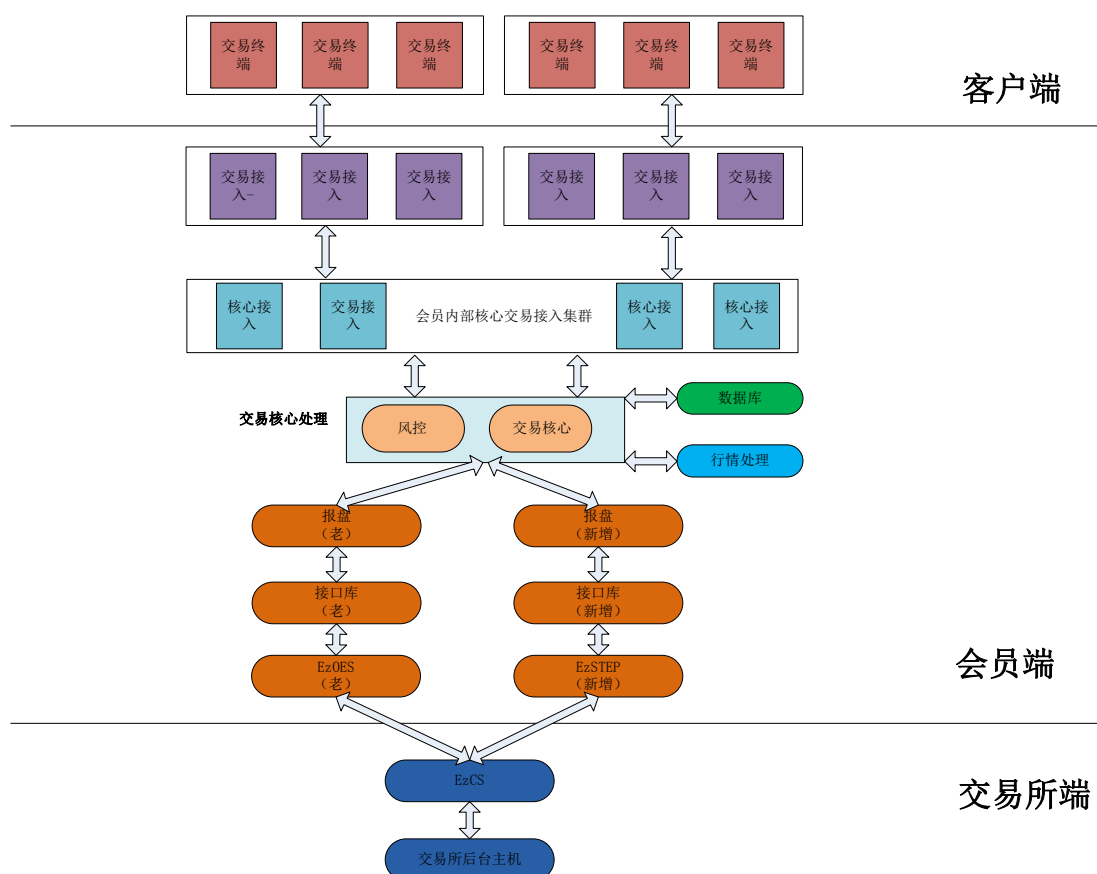 交易终
端
交易终
端
交易终
端
交易终
端
交易终
端
交易终
端
客户端
交易接
入-
交易接
入
交易接
入
交易接
入
交易接
入
交易接
入
核心接
入
交易接
入
会员内部核心交易接入集群
核心接
入
核心接
入
交易核心处理
风控
交易核心
数据库
行情处理
报盘
(老)
报盘
(新增)
接口库
(老)
接口库
(新增)
EzOES
(老)
EzSTEP
(新增)
会员端
EzCS
交易所端
交易所后台主机